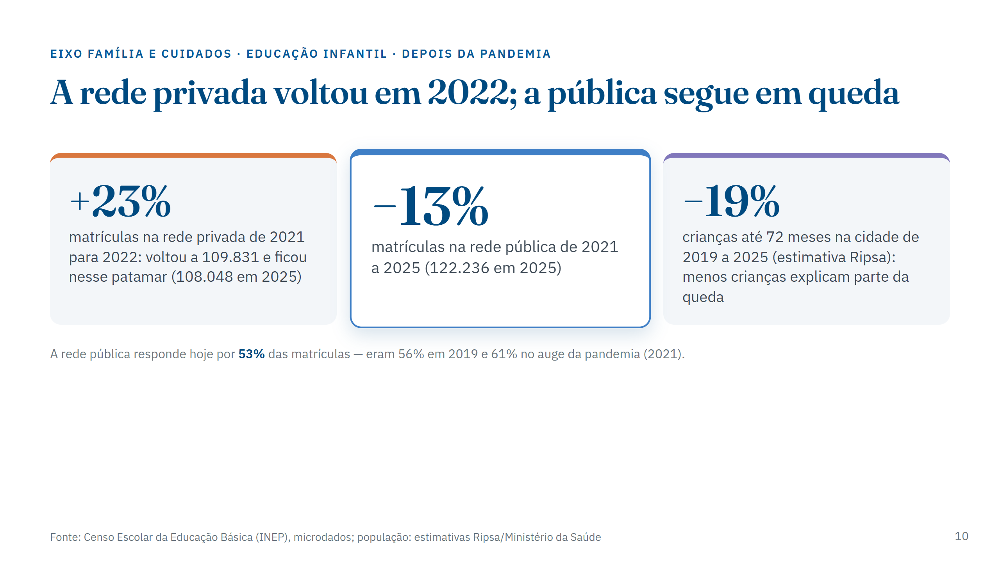 EIXO FAMÍLIA E CUIDADOS · EDUCAÇÃO INFANTIL · DEPOIS DA PANDEMIA
A rede privada voltou em 2022; a pública segue em queda
+23%
matrículas na rede privada de 2021
para 2022: voltou a 109.831 e ficou
nesse patamar (108.048 em 2025)
−13%
matrículas na rede pública de 2021
a 2025 (122.236 em 2025)
−19%
crianças até 72 meses na cidade de
2019 a 2025 (estimativa Ripsa):
menos crianças explicam parte da
queda
A rede pública responde hoje por 53% das matrículas — eram 56% em 2019 e 61% no auge da pandemia (2021).
Fonte: Censo Escolar da Educação Básica (INEP), microdados; população: estimativas Ripsa/Ministério da Saúde
10